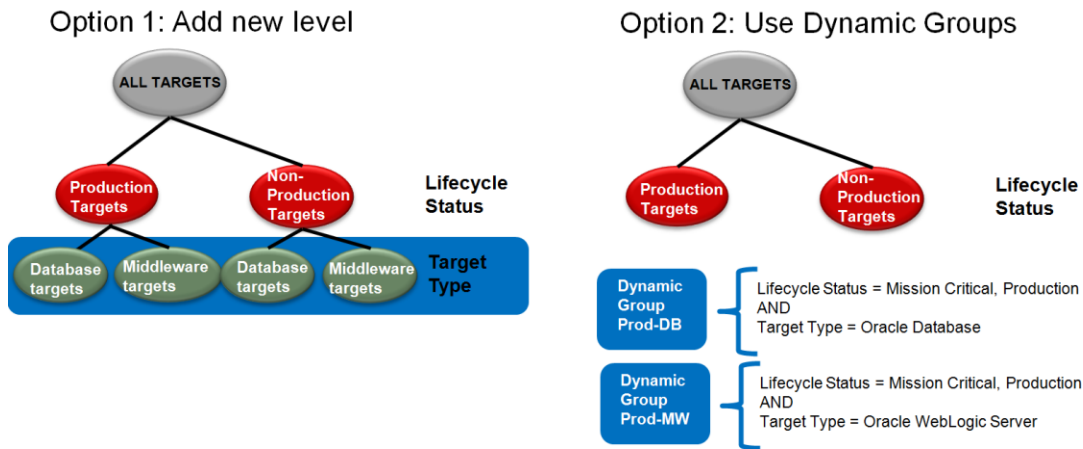 Option 1: Add new level
ALL TARGETS
Production
Targets
Non-
Production
Targets
Lifecycle
Status
Database
targets
Middleware
targets
Database
targets
Middleware
targets
Target
Type
Option 2: Use Dynamic Groups
ALL TARGETS
Production
Targets
Non-
Production
Targets
Lifecycle
Status
Dynamic
Group
Prod-DB
Lifecycle Status = Mission Critical, Production
AND
Target Type = Oracle Database
Dynamic
Group
Prod-MW
Lifecycle Status = Mission Critical, Production
AND
Target Type = Oracle WebLogic Server